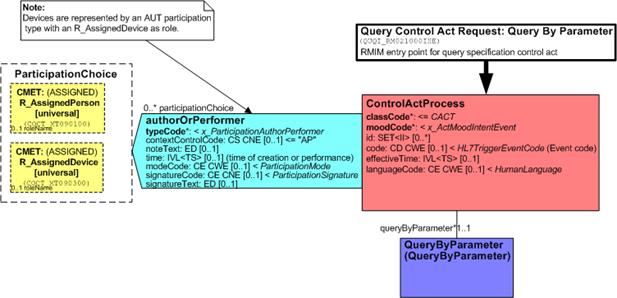 Note:
Devices are represented by an AUT participation
type with an R_AssignedDevice as role.
Query Control Act Request: Query By Parameter
(QUQI_RM021000IHE)
RMIM entry point for query specification control act
ParticipationChoice
CMET: (ASSIGNED)
R_AssignedPerson
[universal]
(COCT_XT090100)
0..1 roleName
CMET: (ASSIGNED)
R_AssignedDevice
[universal]
(COCT_XT090300)
0..1 roleName
0..* participationChoice
authorOrPerformer
typeCode*: < x_ParticipationAuthorPerformer
contextControlCode: CS CNE [0..1] <= "AP"
noteText: ED [0..1]
time: IVL<TS> [0..1] (time of creation or performance)
modeCode: CE CWE [0..1] < ParticipationMode
signatureCode: CE CNE [0..1] < ParticipationSignature
signatureText: ED [0..1]
ControlActProcess
classCode*: <= CACT
moodCode*: < x_ActMoodIntentEvent
id: SET<II> [0..*]
code: CD CWE [0..1] < HL7TriggerEventCode (Event code)
effectiveTime: IVL<TS> [0..1]
languageCode: CE CWE [0..1] < HumanLanguage
queryByParameter*1..1
QueryByParameter
(QueryByParameter)